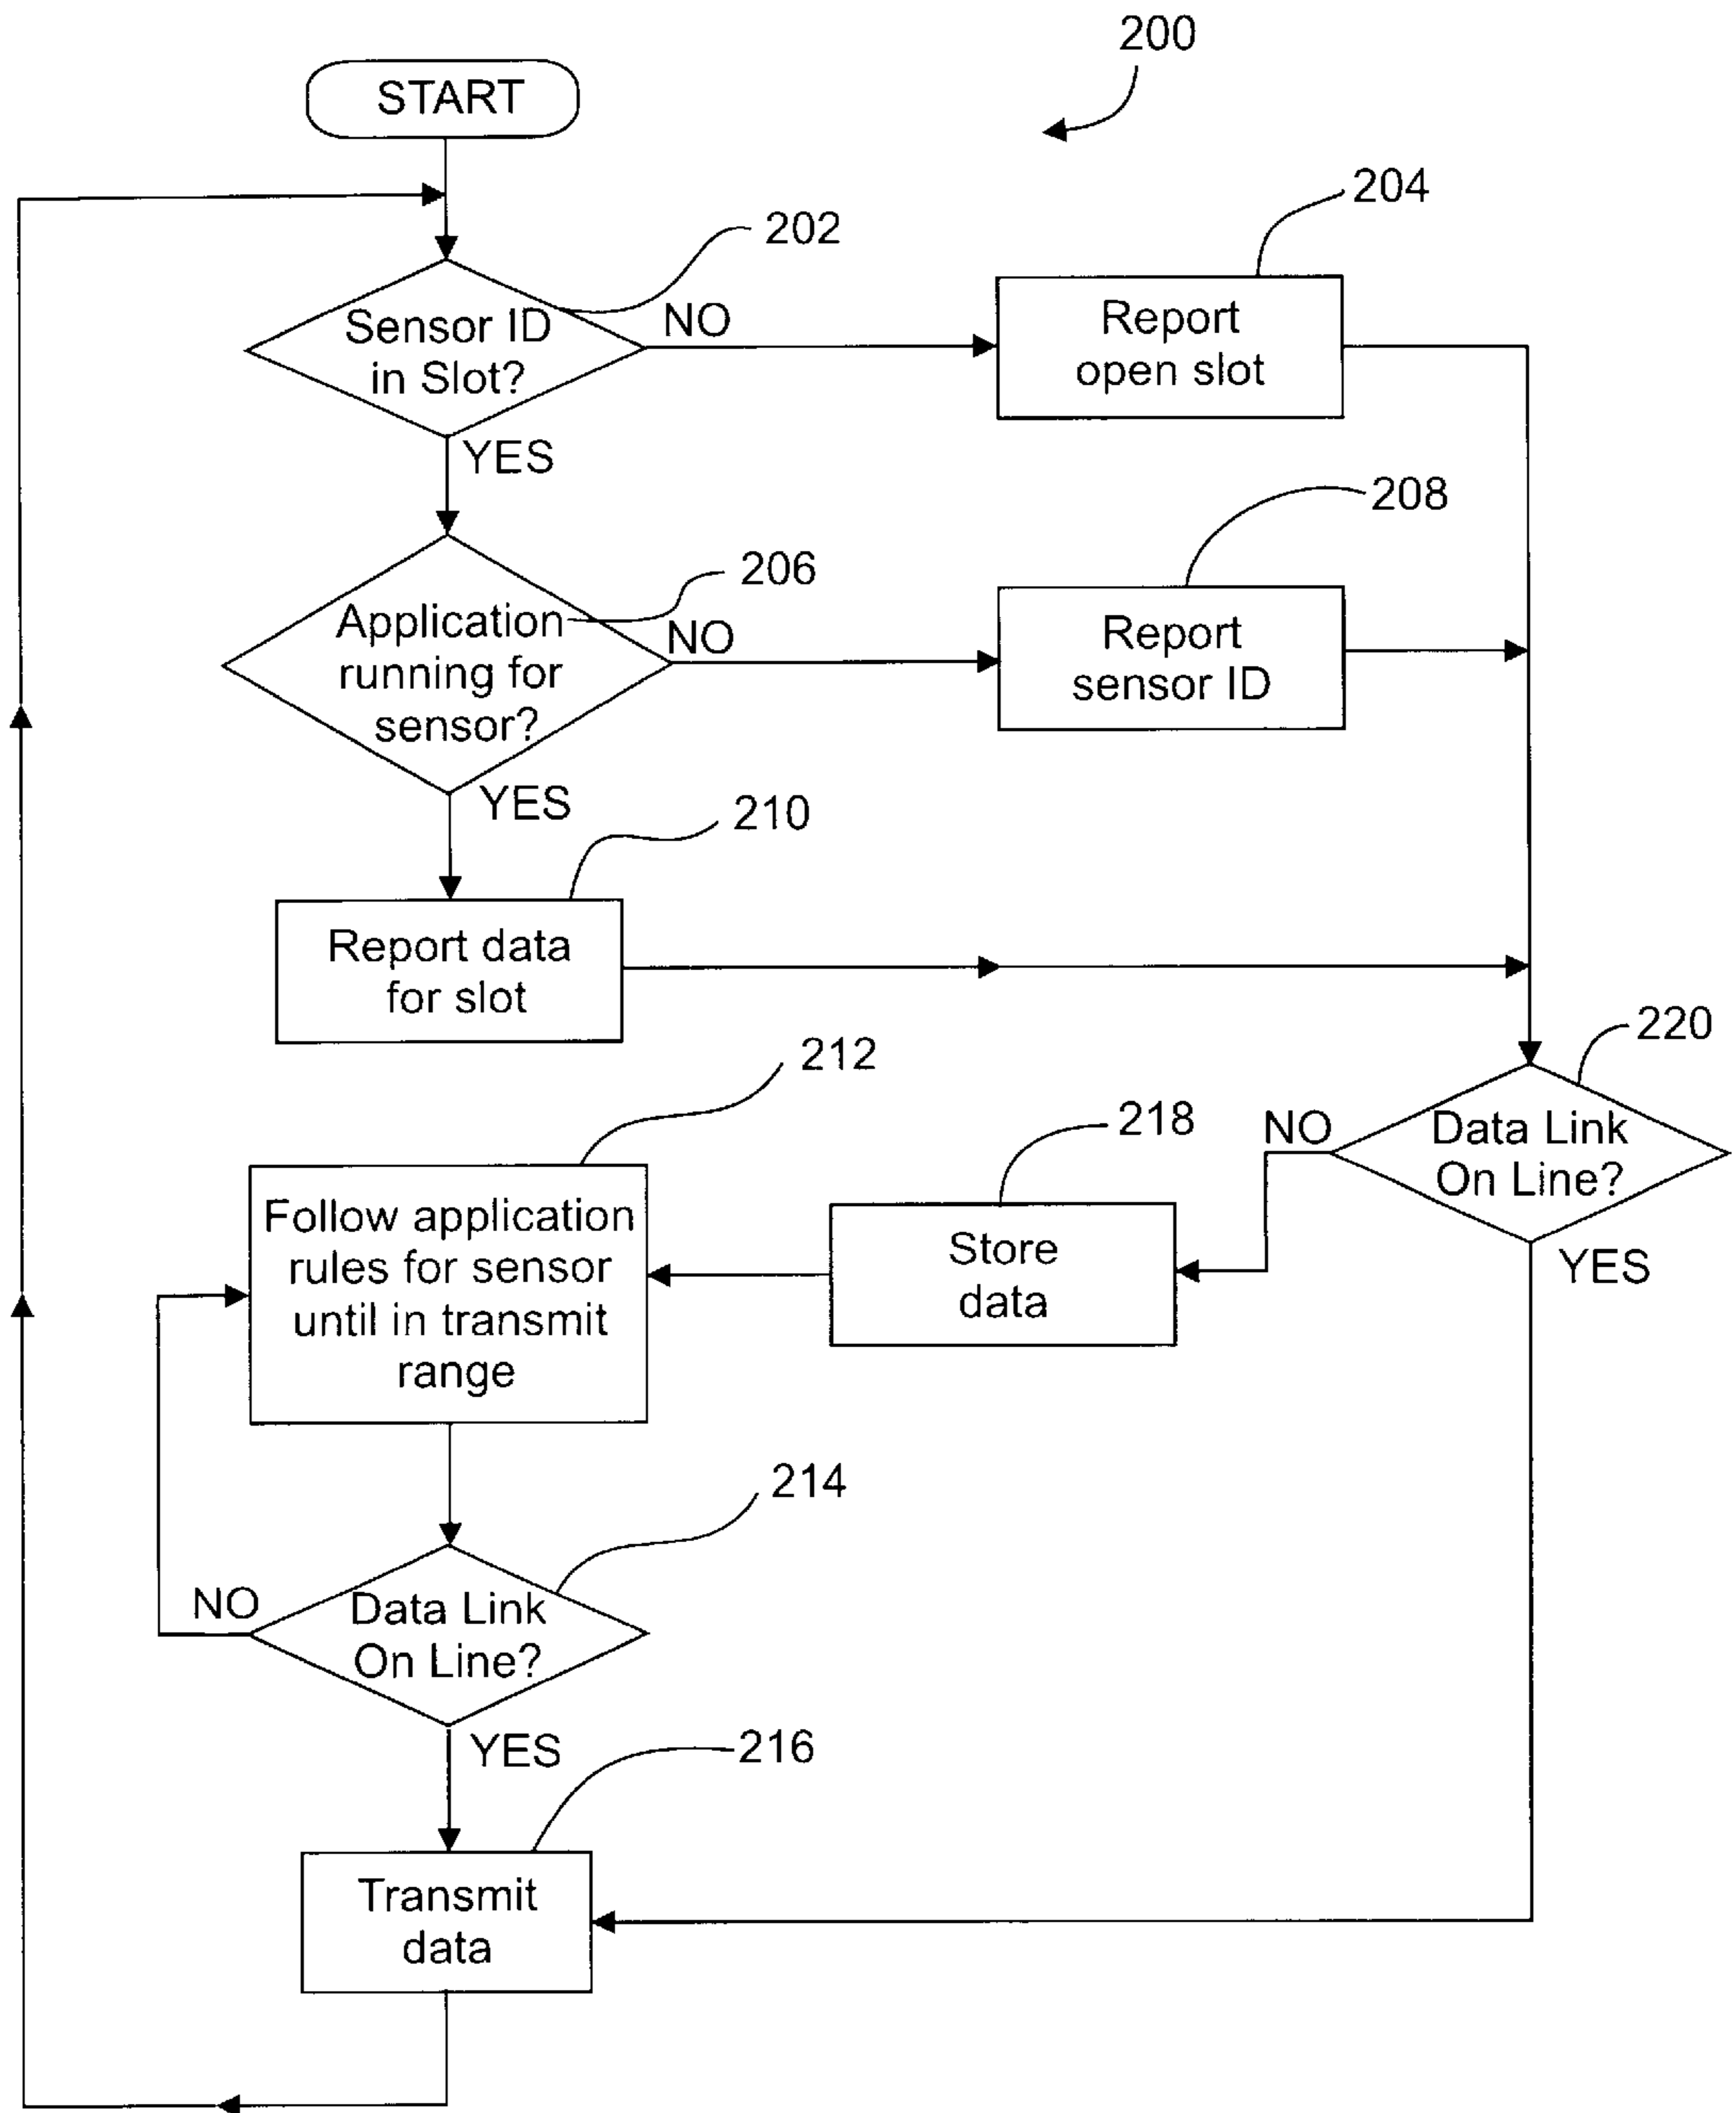 200
START
204
202
Sensor ID
in Slot?
NO
Report
open slot
YES
208
206
Application
running for
sensor?
NO
Report
sensor ID
YES
210
Report data
for slot
220
212
218
NO
Data Link
On Line?
Follow application
rules for sensor
until in transmit
range
Store
data
YES
214
NO
Data Link
On Line?
YES
216
Transmit
data